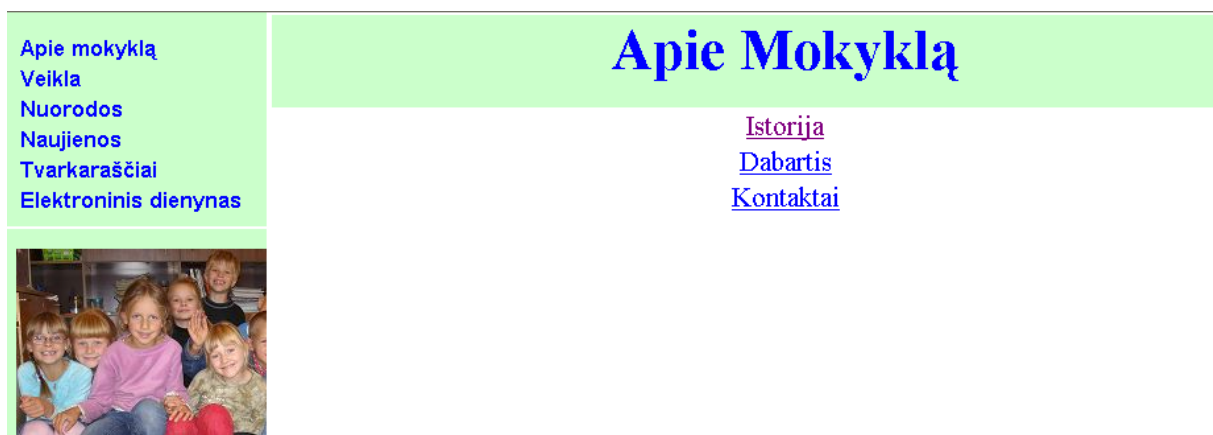 Apie mokyklą
Veikla
Nuorodos
Naujienos
Tvarkaraščiai
Elektroninis dienynas
Apie Mokyklą
Istorija
Dabartis
Kontaktai